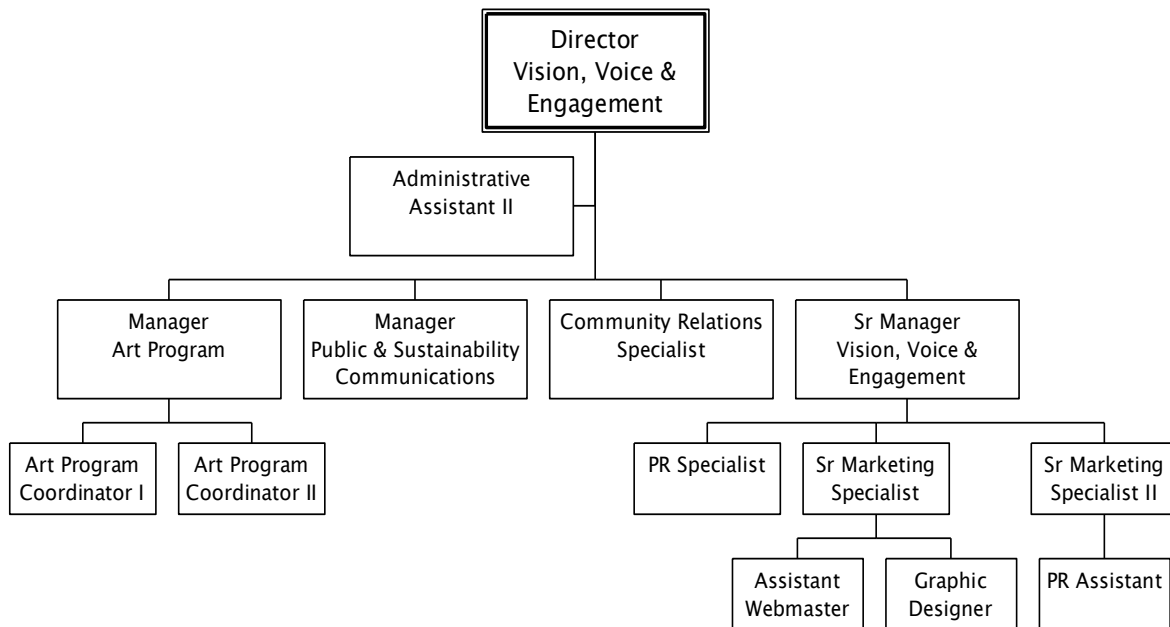 Director
Vision, Voice &
Engagement
Administrative
Assistant II
Manager
Art Program
Manager
Public & Sustainability
Communications
Community Relations
Specialist
Sr Manager
Vision, Voice &
Engagement
Art Program
Coordinator I
Art Program
Coordinator II
PR Specialist
Sr Marketing
Specialist
Sr Marketing
Specialist II
Assistant
Webmaster
Graphic
Designer
PR Assistant